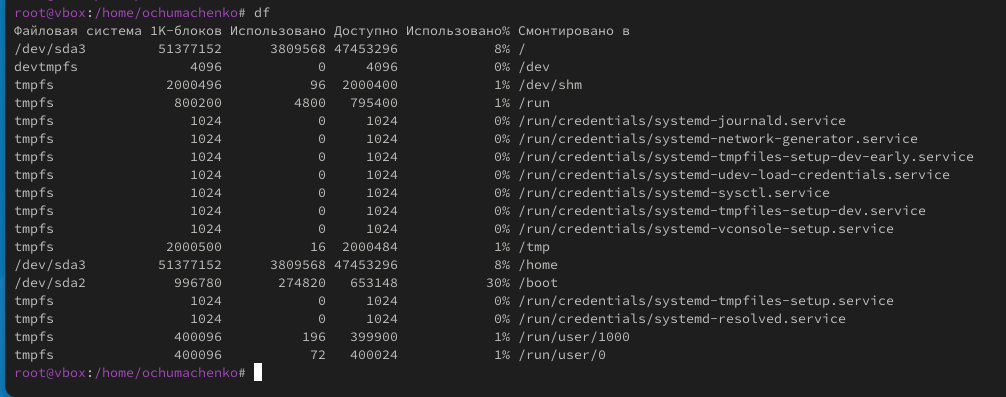 root@vbox:/home/ochumachenko# df
Файловая система 1K-блоков Использовано Доступно Использовано% Смонтировано в
/dev/sda3 51377152 3809568 47453296 8% /
devtmpfs 4096 0 4096 0% /dev
tmpfs 2000496 96 2000400 1% /dev/shm
tmpfs 800200 4800 795400 1% /run
tmpfs 1024 0 1024 0% /run/credentials/systemd-journald.service
tmpfs 1024 0 1024 0% /run/credentials/systemd-network-generator.service
tmpfs 1024 0 1024 0% /run/credentials/systemd-tmpfiles-setup-dev-early.service
tmpfs 1024 0 1024 0% /run/credentials/systemd-udev-load-credentials.service
tmpfs 1024 0 1024 0% /run/credentials/systemd-sysctl.service
tmpfs 1024 0 1024 0% /run/credentials/systemd-tmpfiles-setup-dev.service
tmpfs 1024 0 1024 0% /run/credentials/systemd-vconsole-setup.service
tmpfs 2000500 16 2000484 1% /tmp
/dev/sda3 51377152 3809568 47453296 8% /home
/dev/sda2 996780 274820 653148 30% /boot
tmpfs 1024 0 1024 0% /run/credentials/systemd-tmpfiles-setup.service
tmpfs 1024 0 1024 0% /run/credentials/systemd-resolved.service
tmpfs 400096 196 399900 1% /run/user/1000
tmpfs 400096 72 400024 1% /run/user/0
root@vbox:/home/ochumachenko#